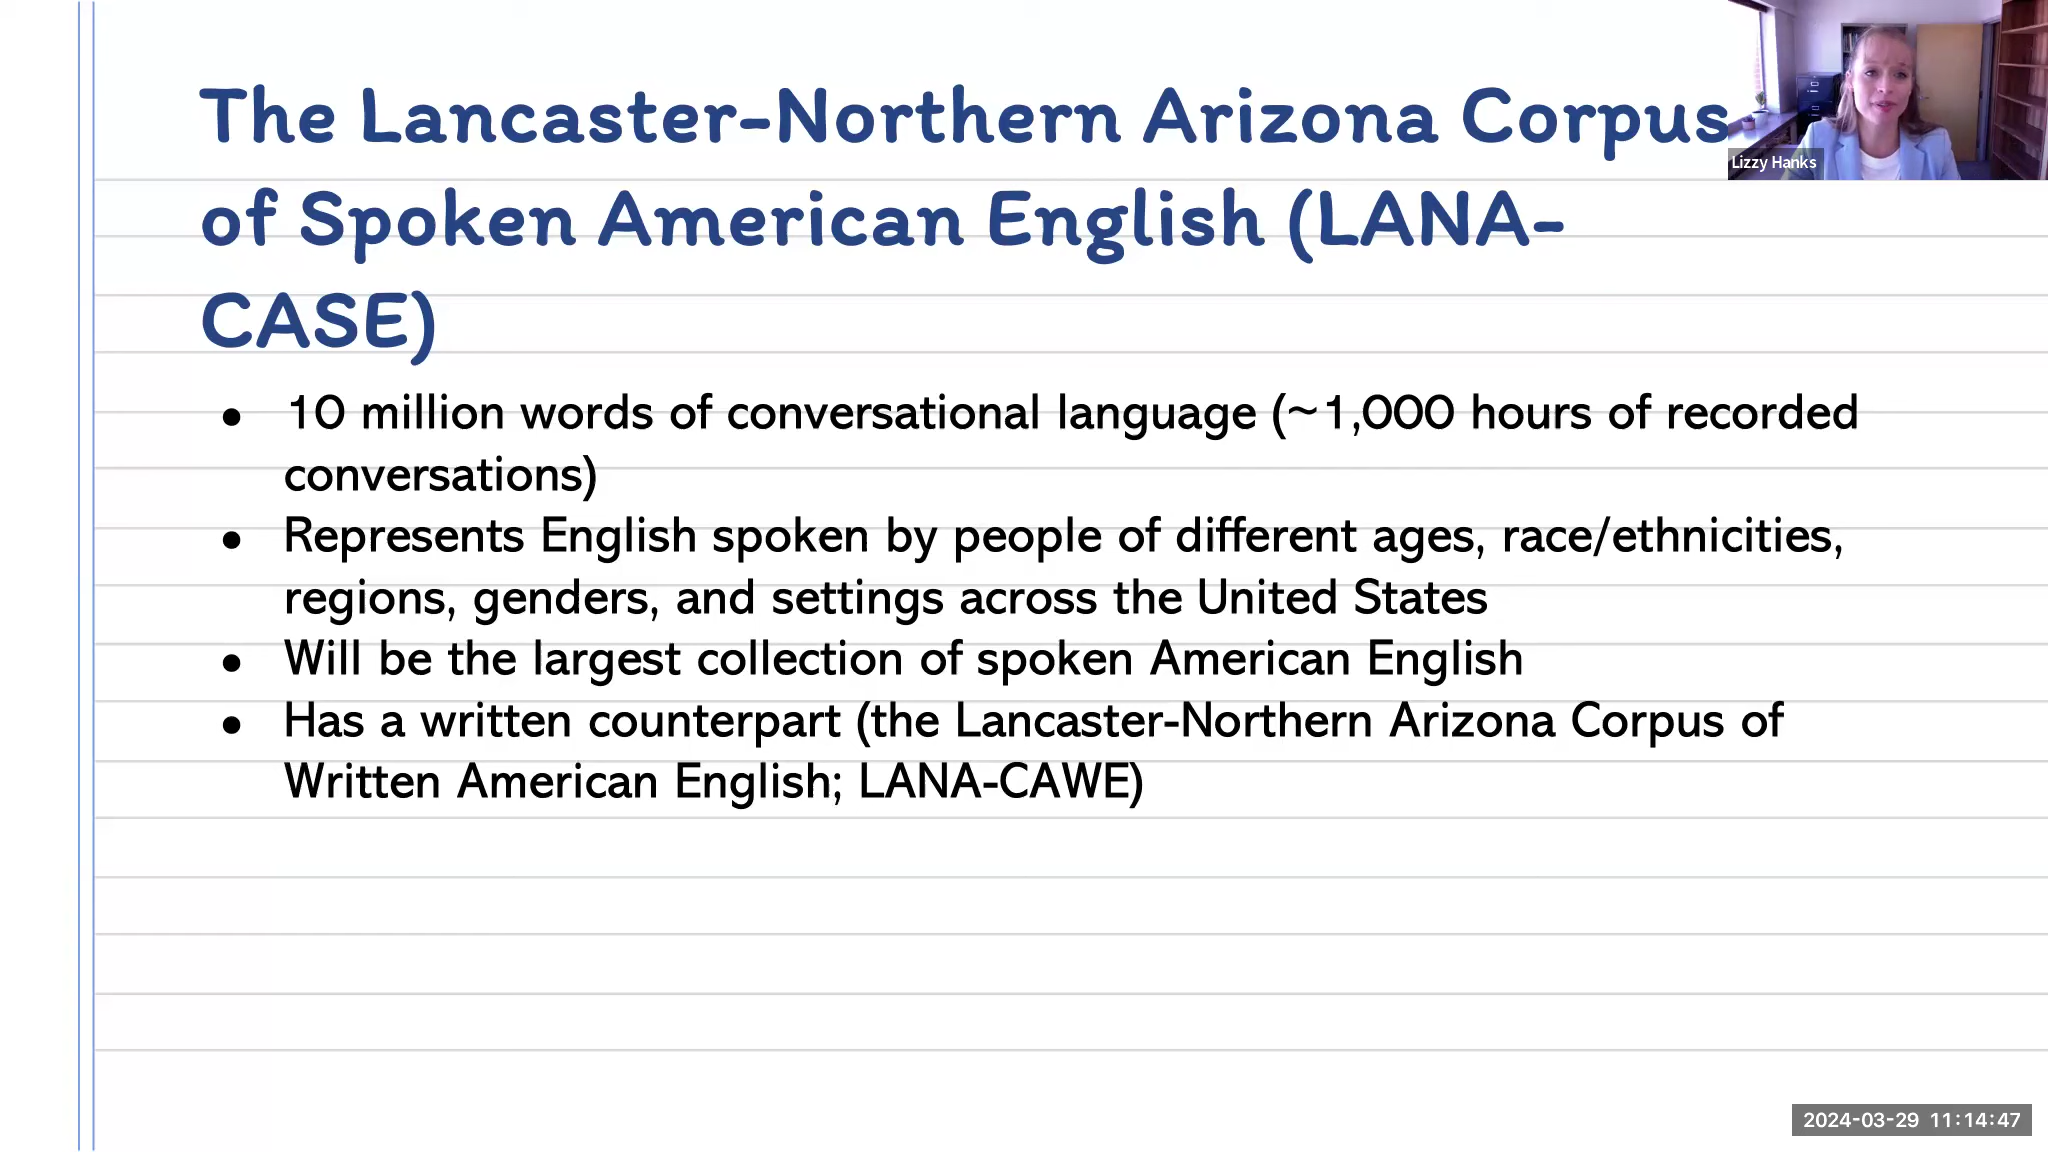 The Lancaster-Northern Arizona Corpus
of Spoken American English (LANA-
CASE)
Lizzy Hanks
● 10 million words of conversational language (~1,000 hours of recorded
conversations)
● Represents English spoken by people of different ages, race/ethnicities,
regions, genders, and settings across the United States
● Will be the largest collection of spoken American English
● Has a written counterpart (the Lancaster-Northern Arizona Corpus of
Written American English; LANA-CAWE)
2024-03-29 11:14:47